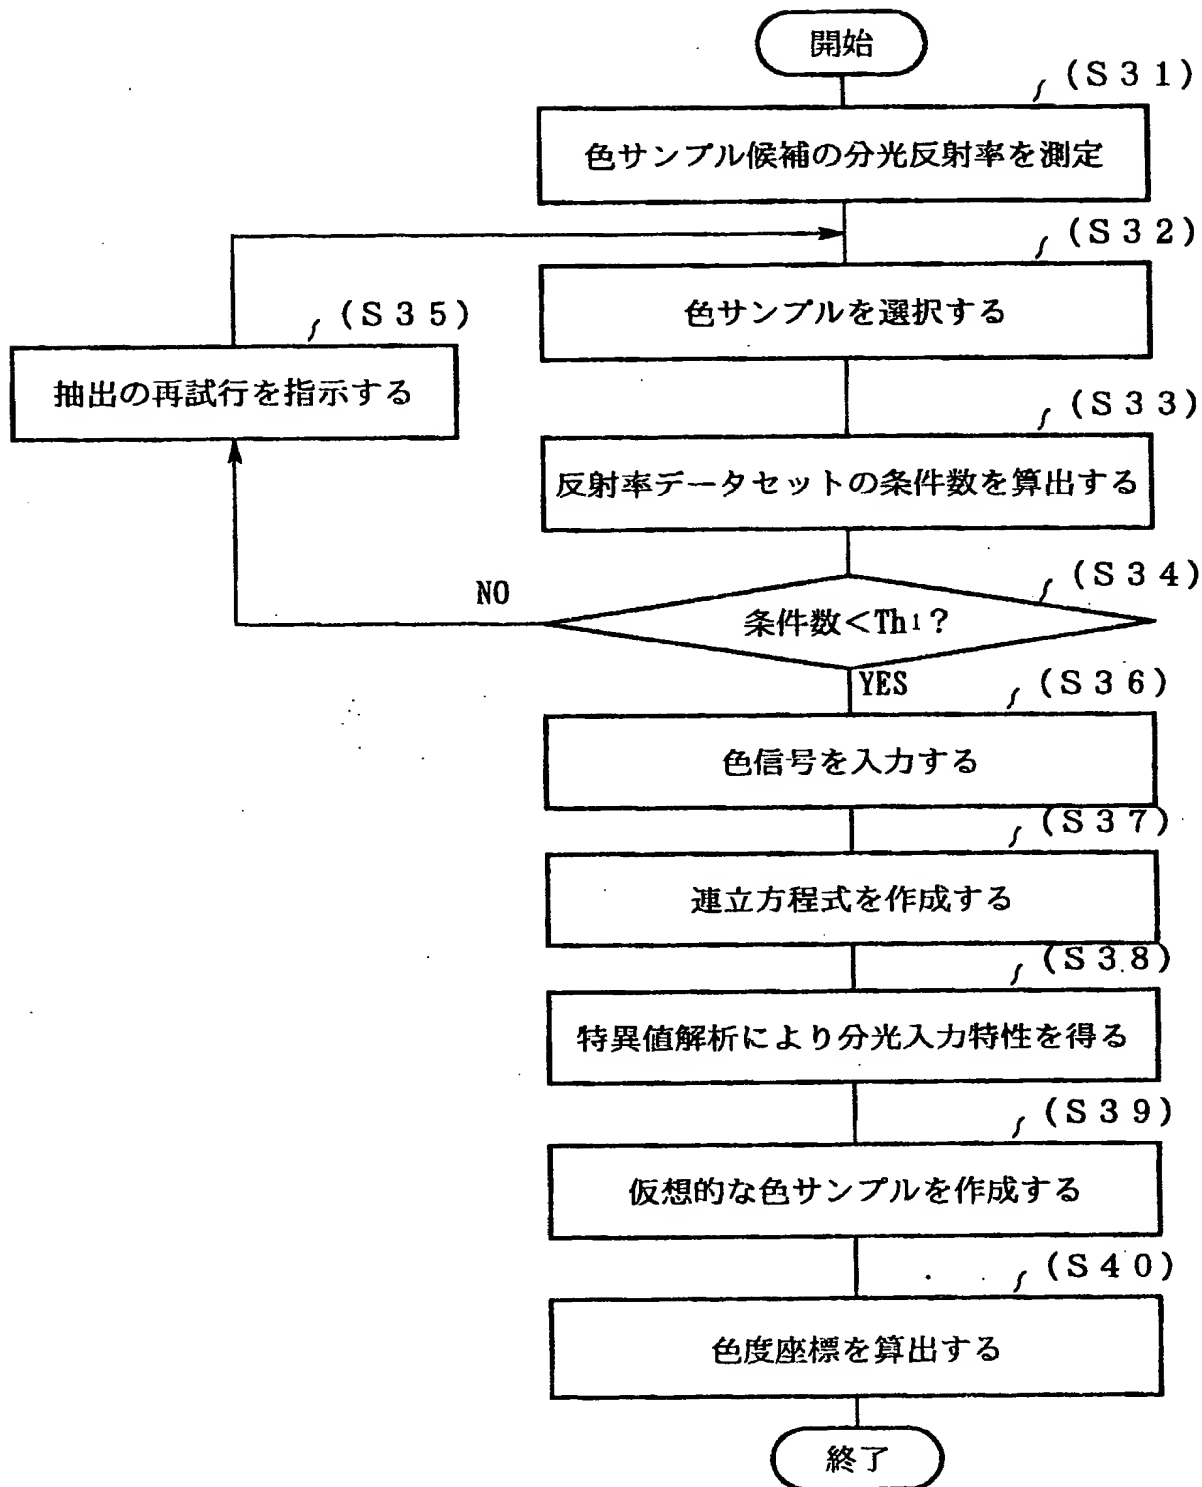 開始
(S31)
色サンプル候補の分光反射率を測定
(S32)
色サンプルを選択する
(S35)
抽出の再試行を指示する
(S33)
反射率データセットの条件数を算出する
(S34)
NO
条件数<Th1?
YES
(S36)
色信号を入力する
(S37)
連立方程式を作成する
(S38)
特異値解析により分光入力特性を得る
(S39)
仮想的な色サンプルを作成する
(S40)
色度座標を算出する
終了